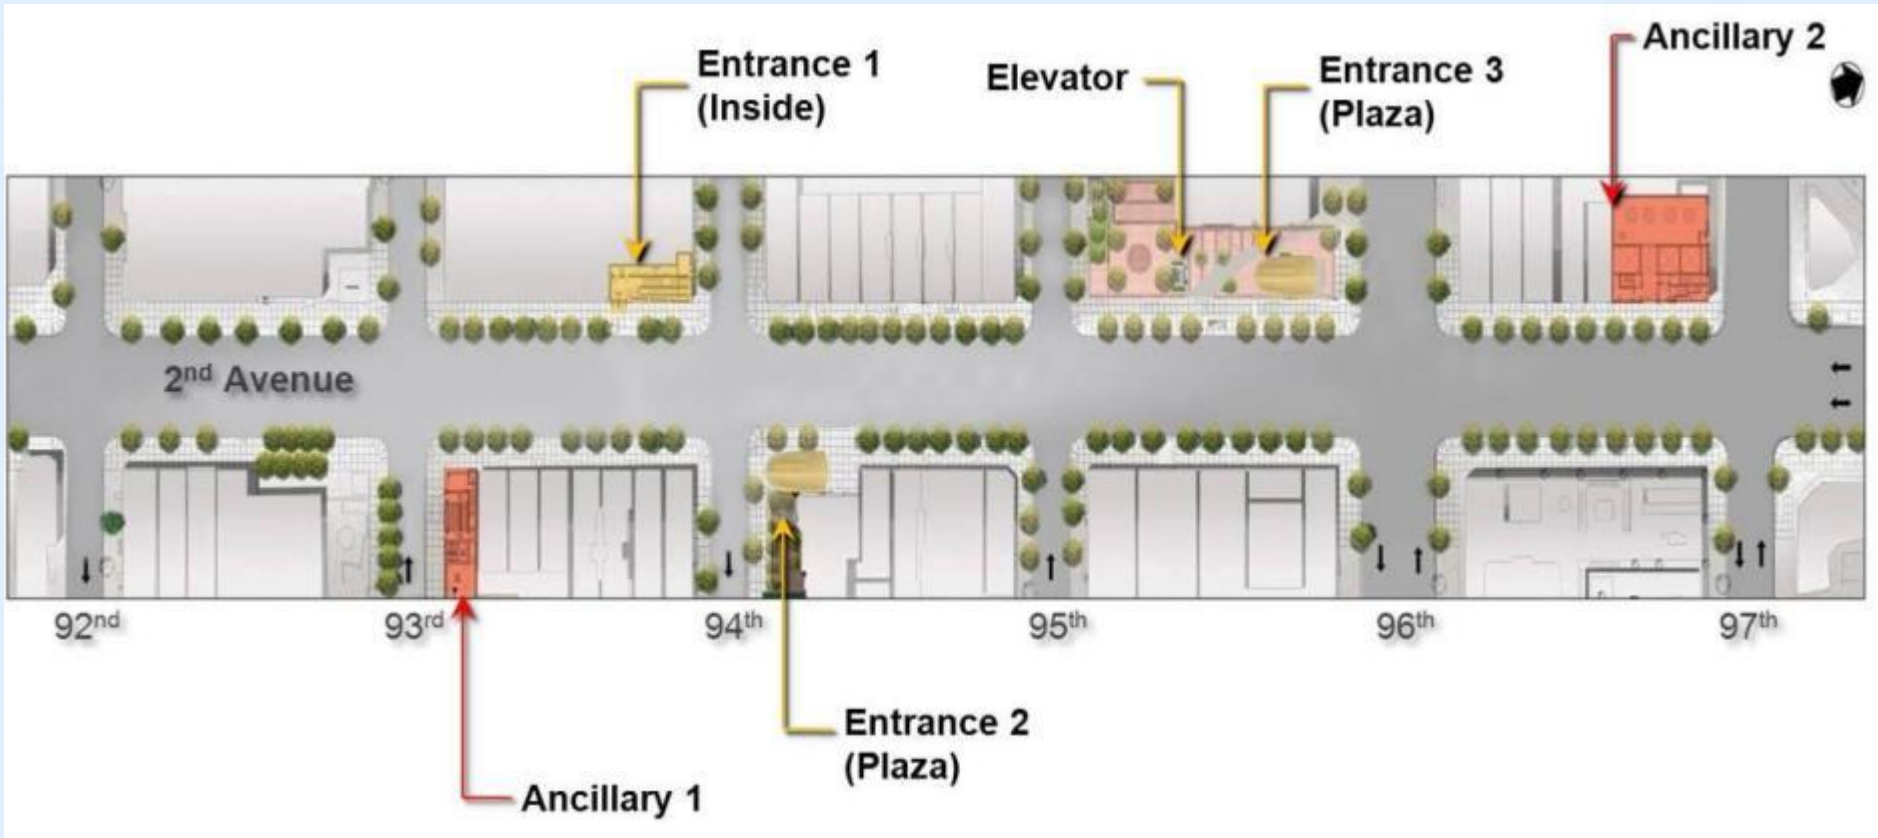 Ancillary 2
Entrance 1
(Inside)
Elevator
Entrance 3
(Plaza)
2nd Avenue
92nd
93rd
94th
95th
96th
97th
Entrance 2
(Plaza)
Ancillary 1